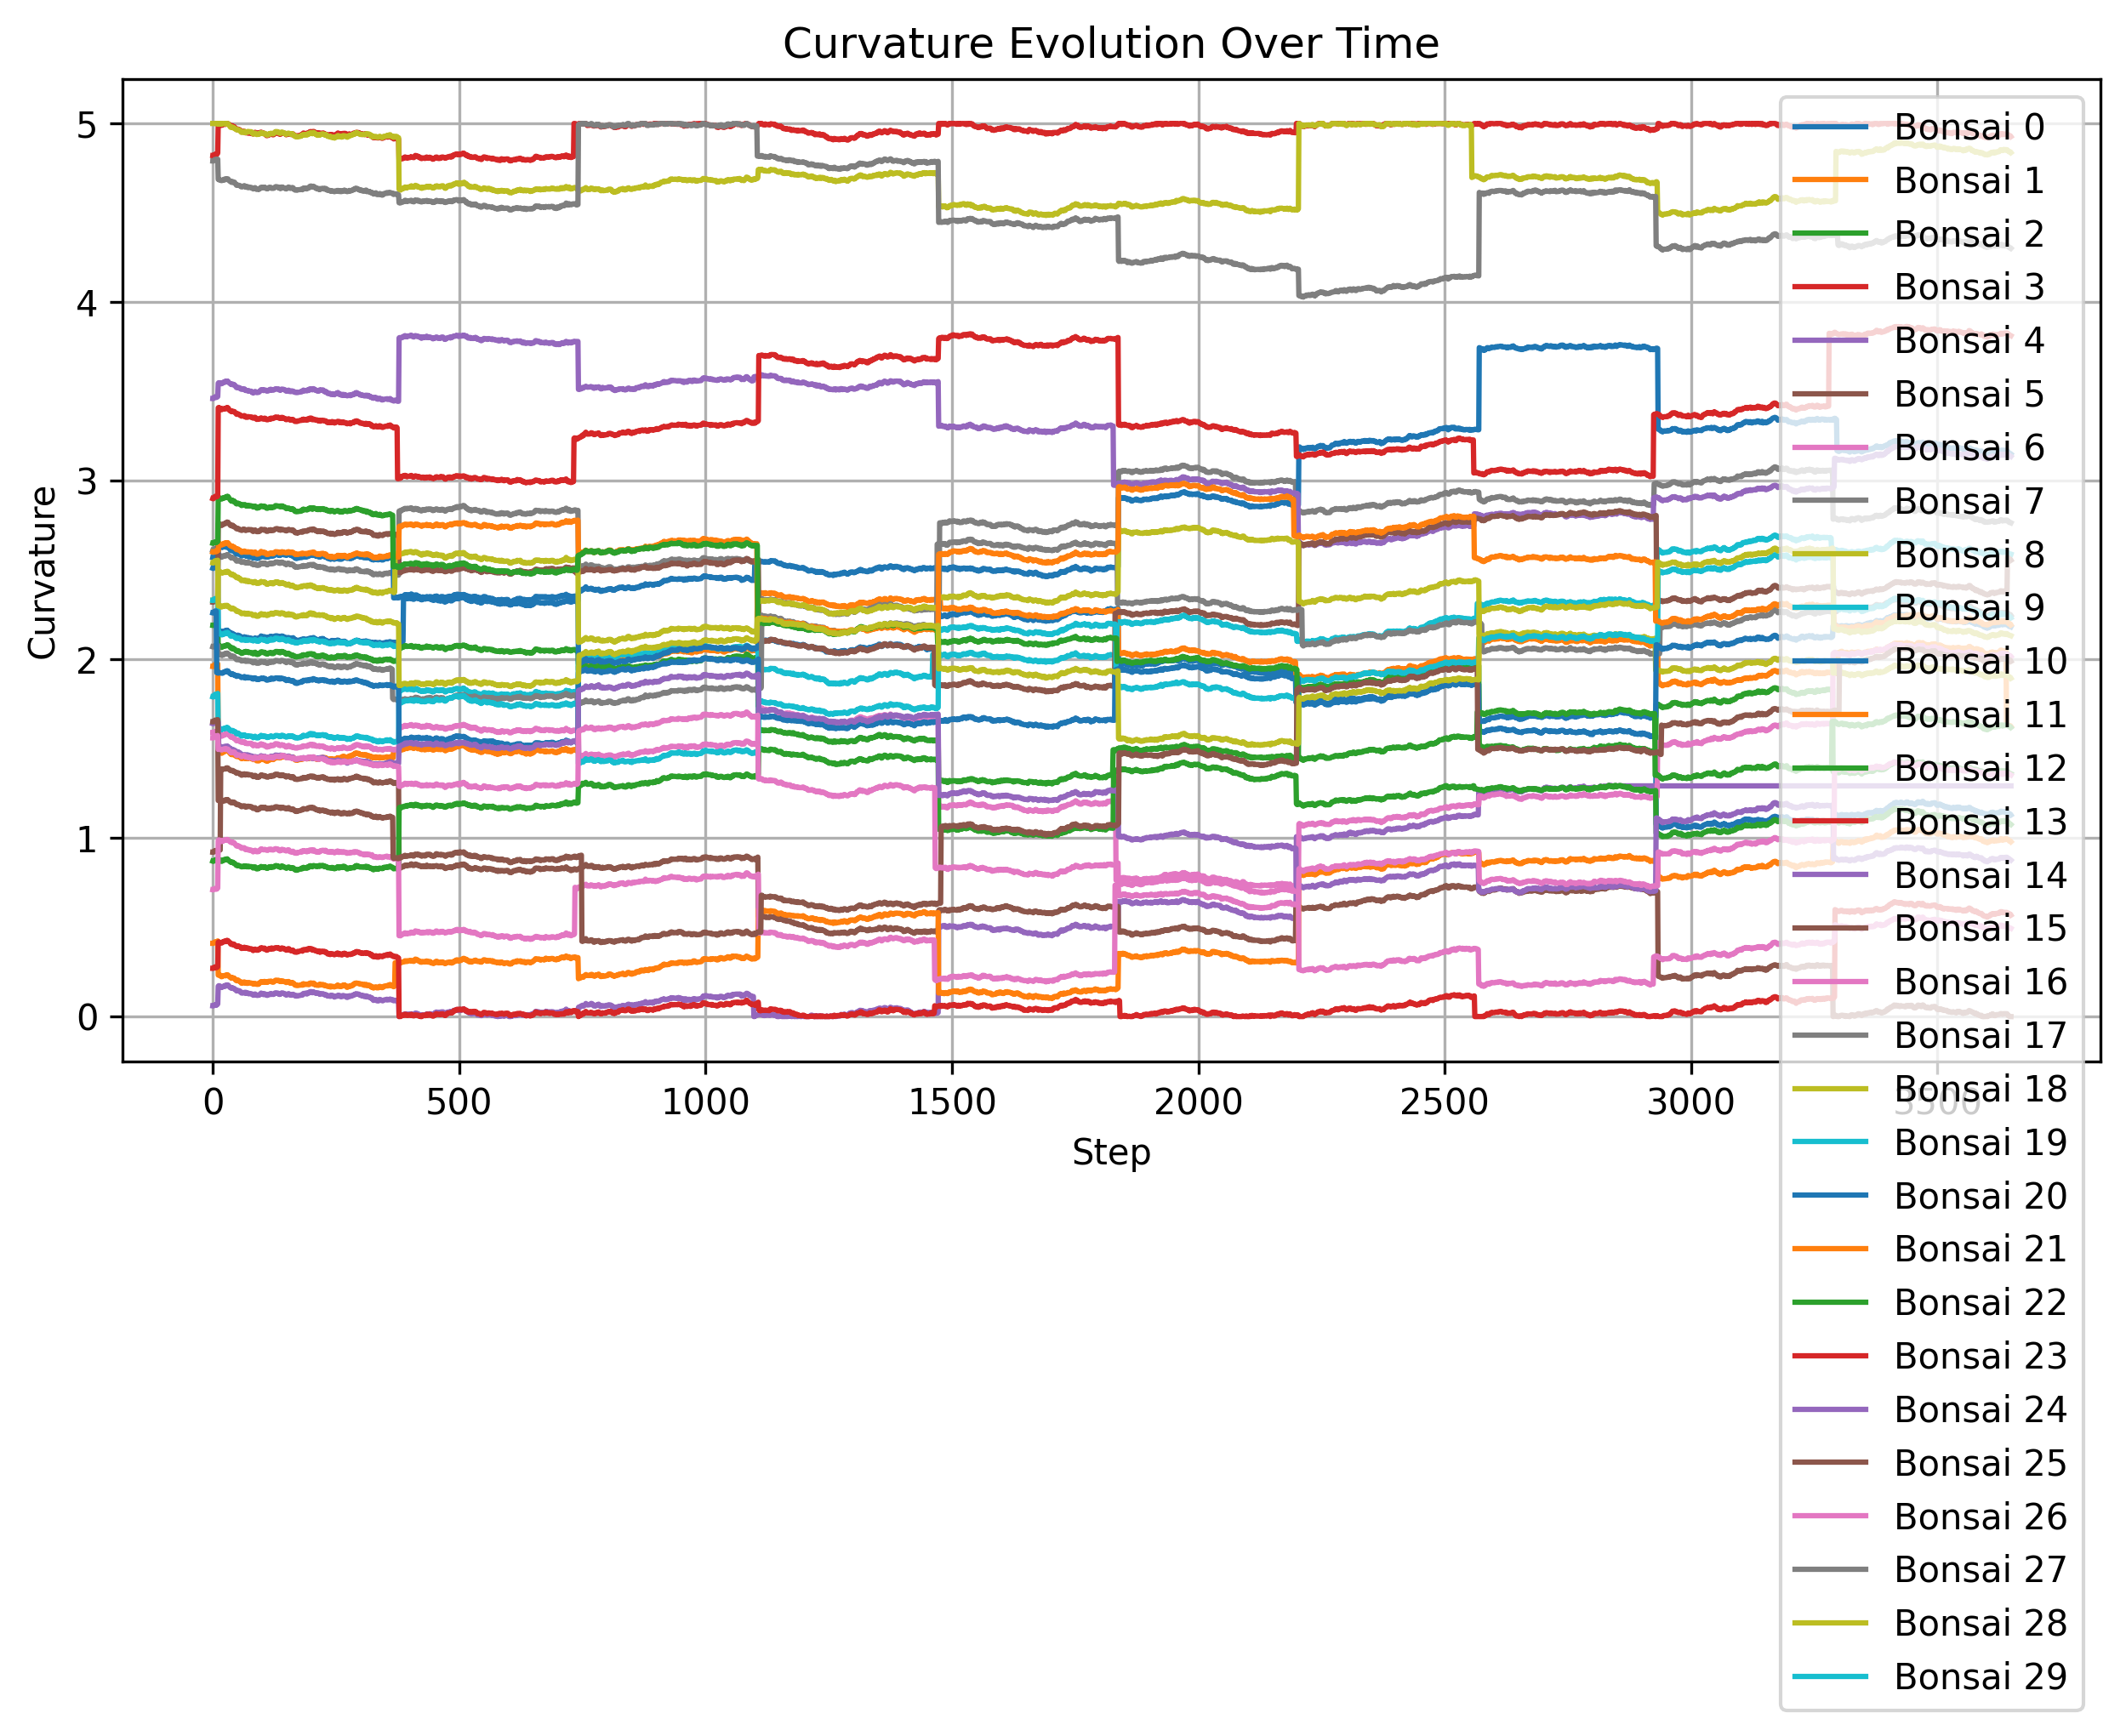 Curvature Evolution Over Time
Curvature
5
4
3
2
1
0
0
500
1000
1500
2000
2500
3000
3500
Step
Bonsai 0
Bonsai 1
Bonsai 2
Bonsai 3
Bonsai 4
Bonsai 5
Bonsai 6
Bonsai 7
Bonsai 8
Bonsai 9
Bonsai 10
Bonsai 11
Bonsai 12
Bonsai 13
Bonsai 14
Bonsai 15
Bonsai 16
Bonsai 17
Bonsai 18
Bonsai 19
Bonsai 20
Bonsai 21
Bonsai 22
Bonsai 23
Bonsai 24
Bonsai 25
Bonsai 26
Bonsai 27
Bonsai 28
Bonsai 29